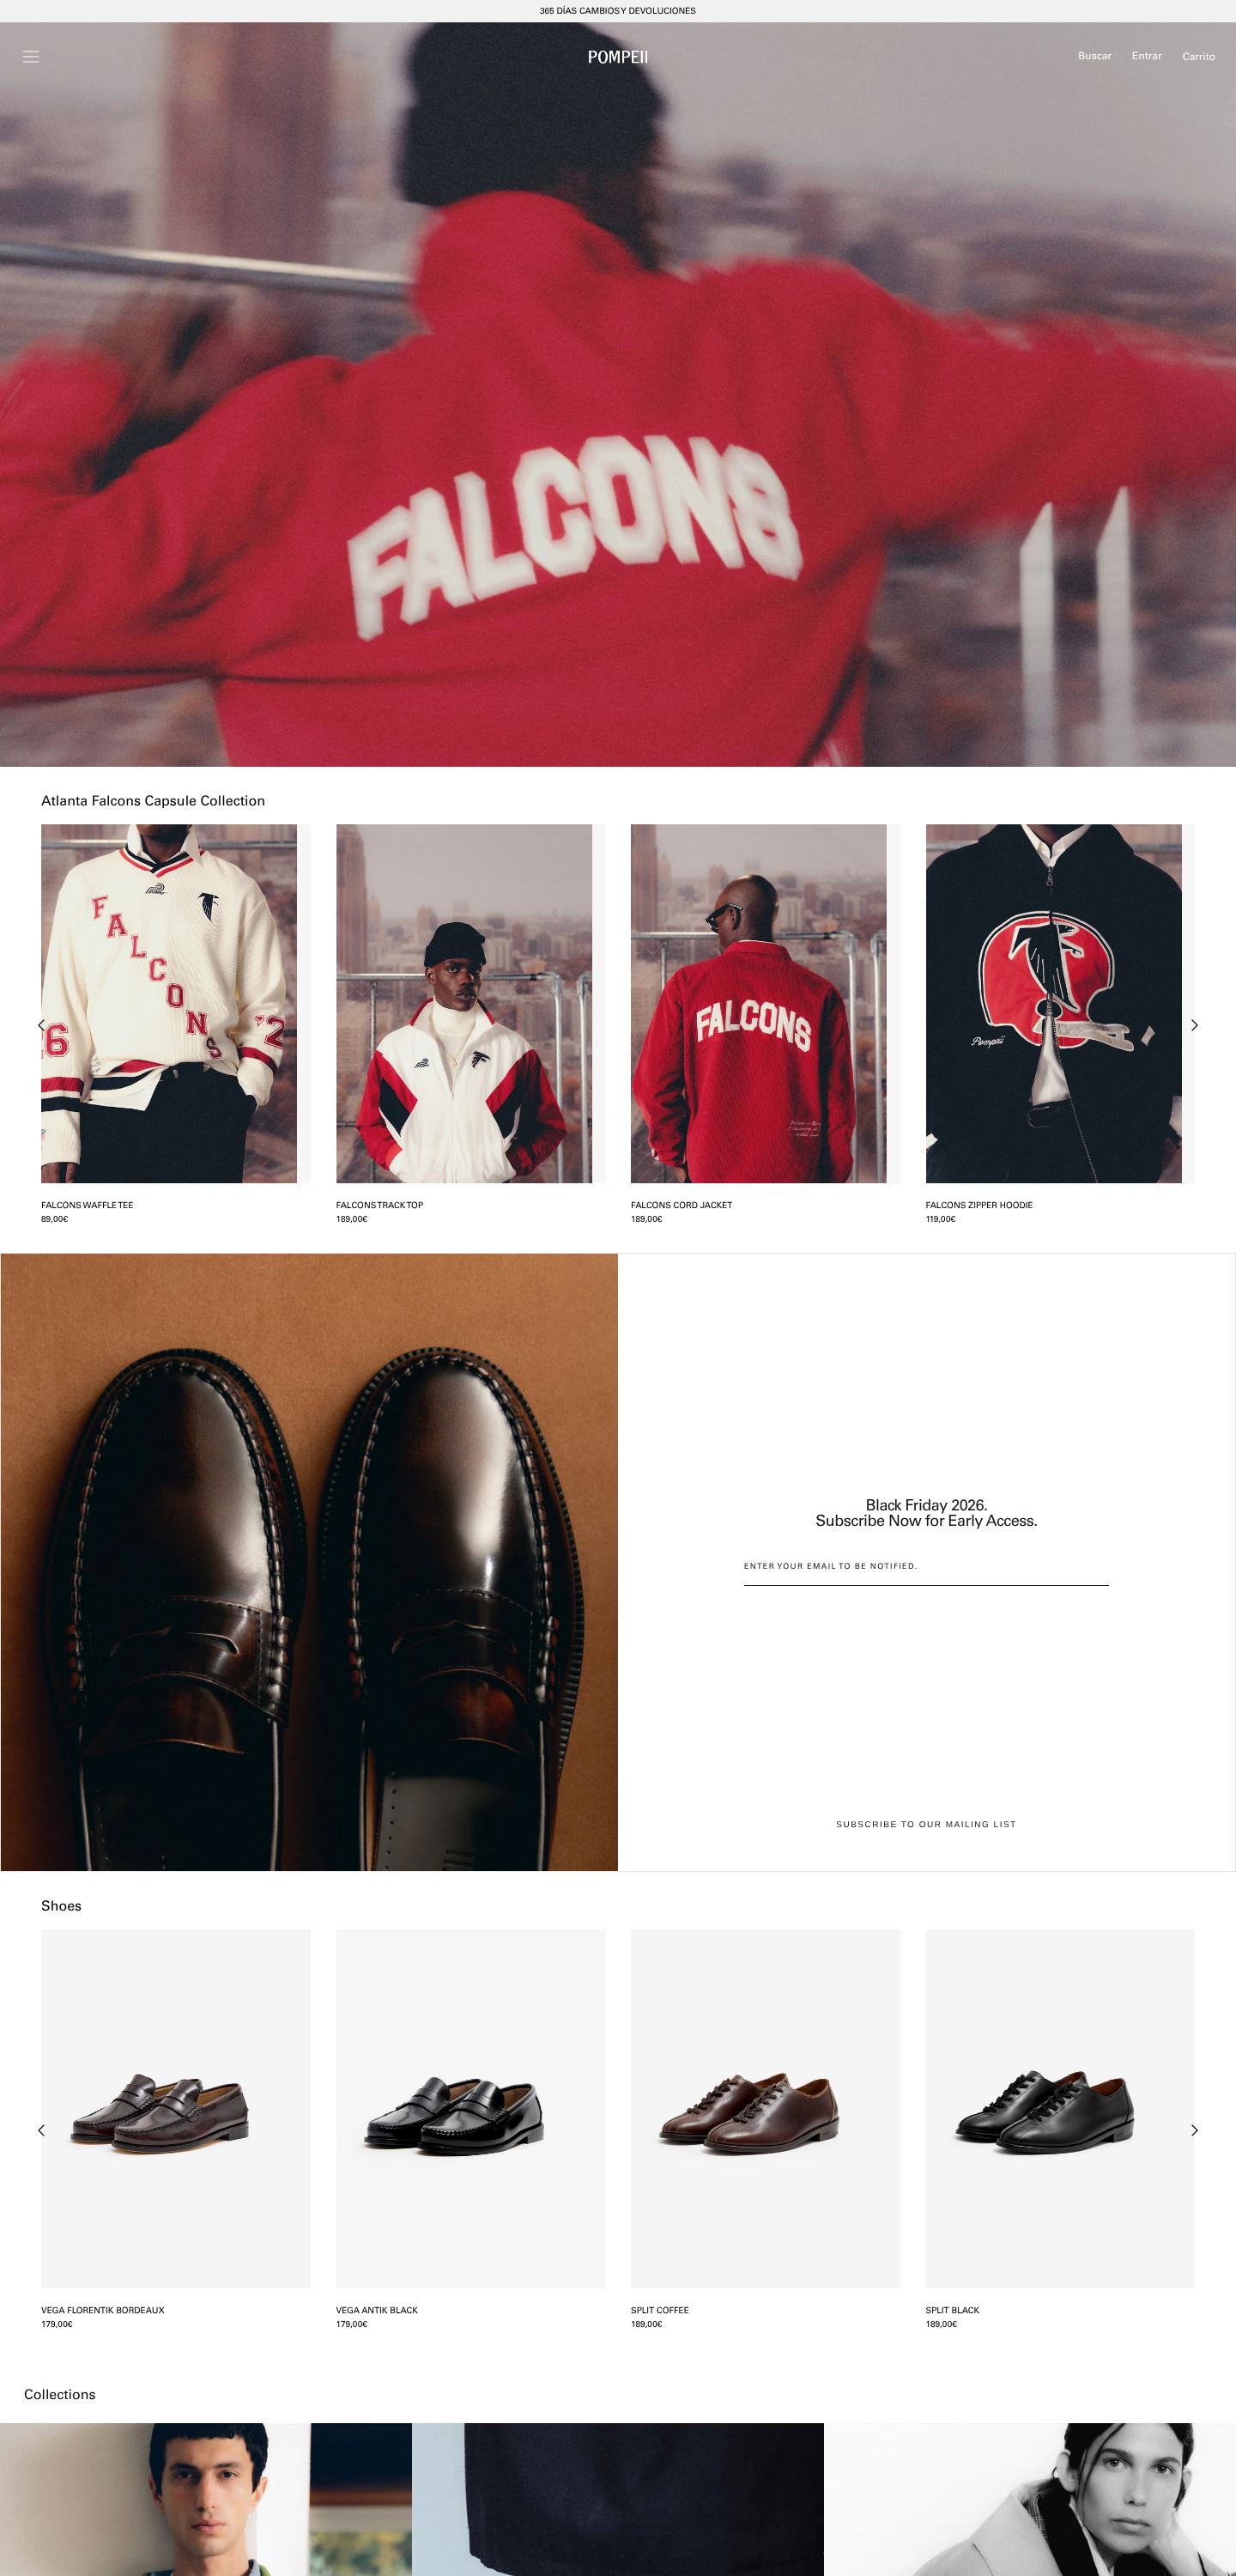 365 DÍAS CAMBIOS Y DEVOLUCIONES
POMPEII
Buscar Entrar Carrito
FALCONS
Atlanta Falcons Capsule Collection
FALCONS
FALCONS
Pompeii
FALCONS WAFFLE TEE
89,00€
FALCONS TRACK TOP
189,00€
FALCONS CORD JACKET
189,00€
FALCONS ZIPPER HOODIE
119,00€
Black Friday 2026.
Subscribe Now for Early Access.
ENTER YOUR EMAIL TO BE NOTIFIED.
SUBSCRIBE TO OUR MAILING LIST
Shoes
VEGA FLORENTIK BORDEAUX
179,00€
VEGA ANTIK BLACK
179,00€
SPLIT COFFEE
189,00€
SPLIT BLACK
189,00€
Collections